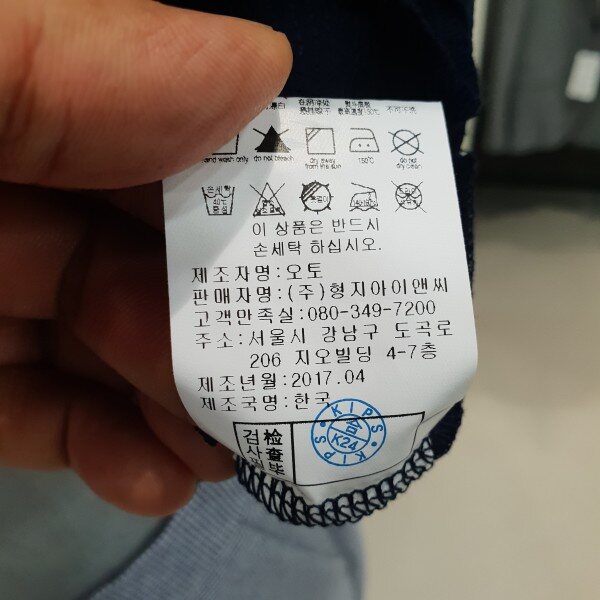 hand wash only do not bleach dry away from the sun 150℃ do not dry clean
손세탁 40℃ 중성
이 상품은 반드시
손세탁 하십시오.
제조자명:오토
판매자명:(주)형지아이앤씨
고객만족실:080-349-7200
주소:서울시 강남구 도곡로
206 지오빌딩 4-7층
제조년월:2017.04
제조국명:한국
KIPS K24 KIPS
검사필 檢查畢